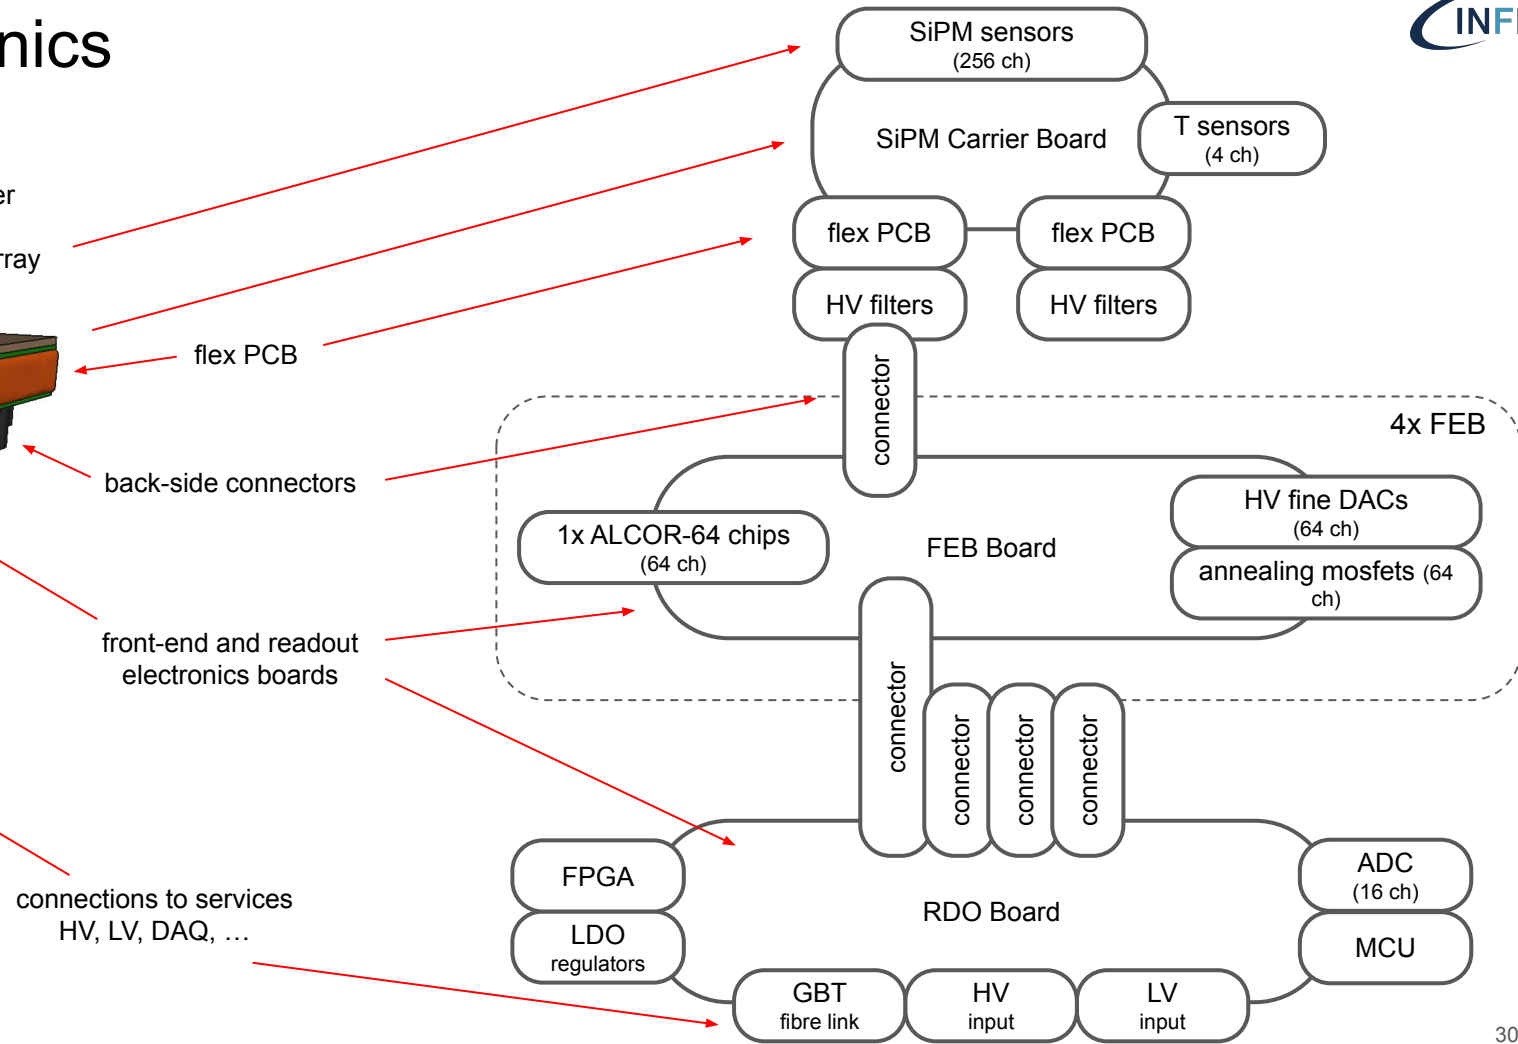 nics
INF
SiPM sensors
(256 ch)
SiPM Carrier Board
T sensors
(4 ch)
er
rray
flex PCB
flex PCB
HV filters
HV filters
flex PCB
connector
4x FEB
back-side connectors
HV fine DACs
(64 ch)
1x ALCOR-64 chips
(64 ch)
FEB Board
annealing mosfets (64
ch)
front-end and readout
electronics boards
connector
connector
connector
connector
FPGA
ADC
(16 ch)
connections to services
HV, LV, DAQ, …
RDO Board
LDO
regulators
MCU
GBT
fibre link
HV
input
LV
input
30